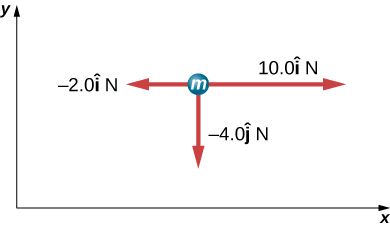 y
10.0î N
–2.0î N
m
–4.0ĵ N
x